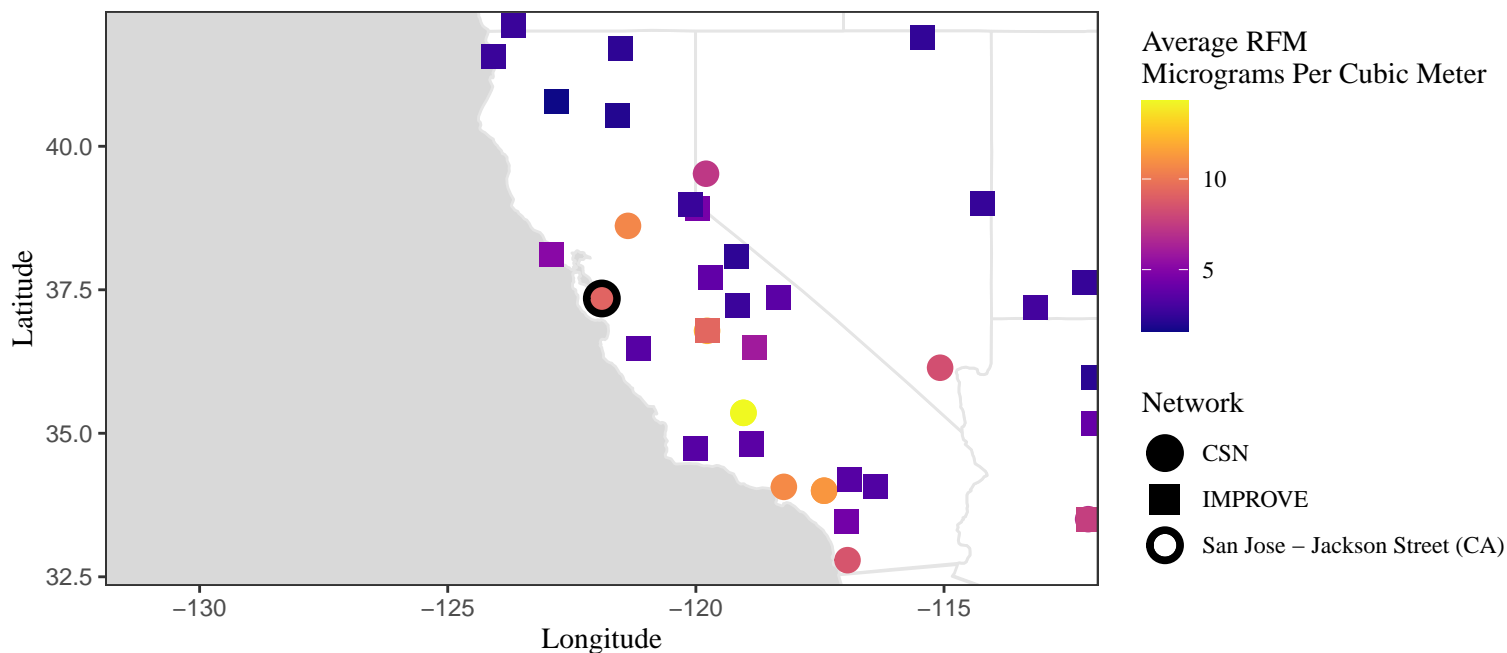 Average RFM
Micrograms Per Cubic Meter
10
5
Network
CSN
IMPROVE
San Jose − Jackson Street (CA)
Latitude
40.0
37.5
35.0
32.5
−130
−125
−120
−115
Longitude